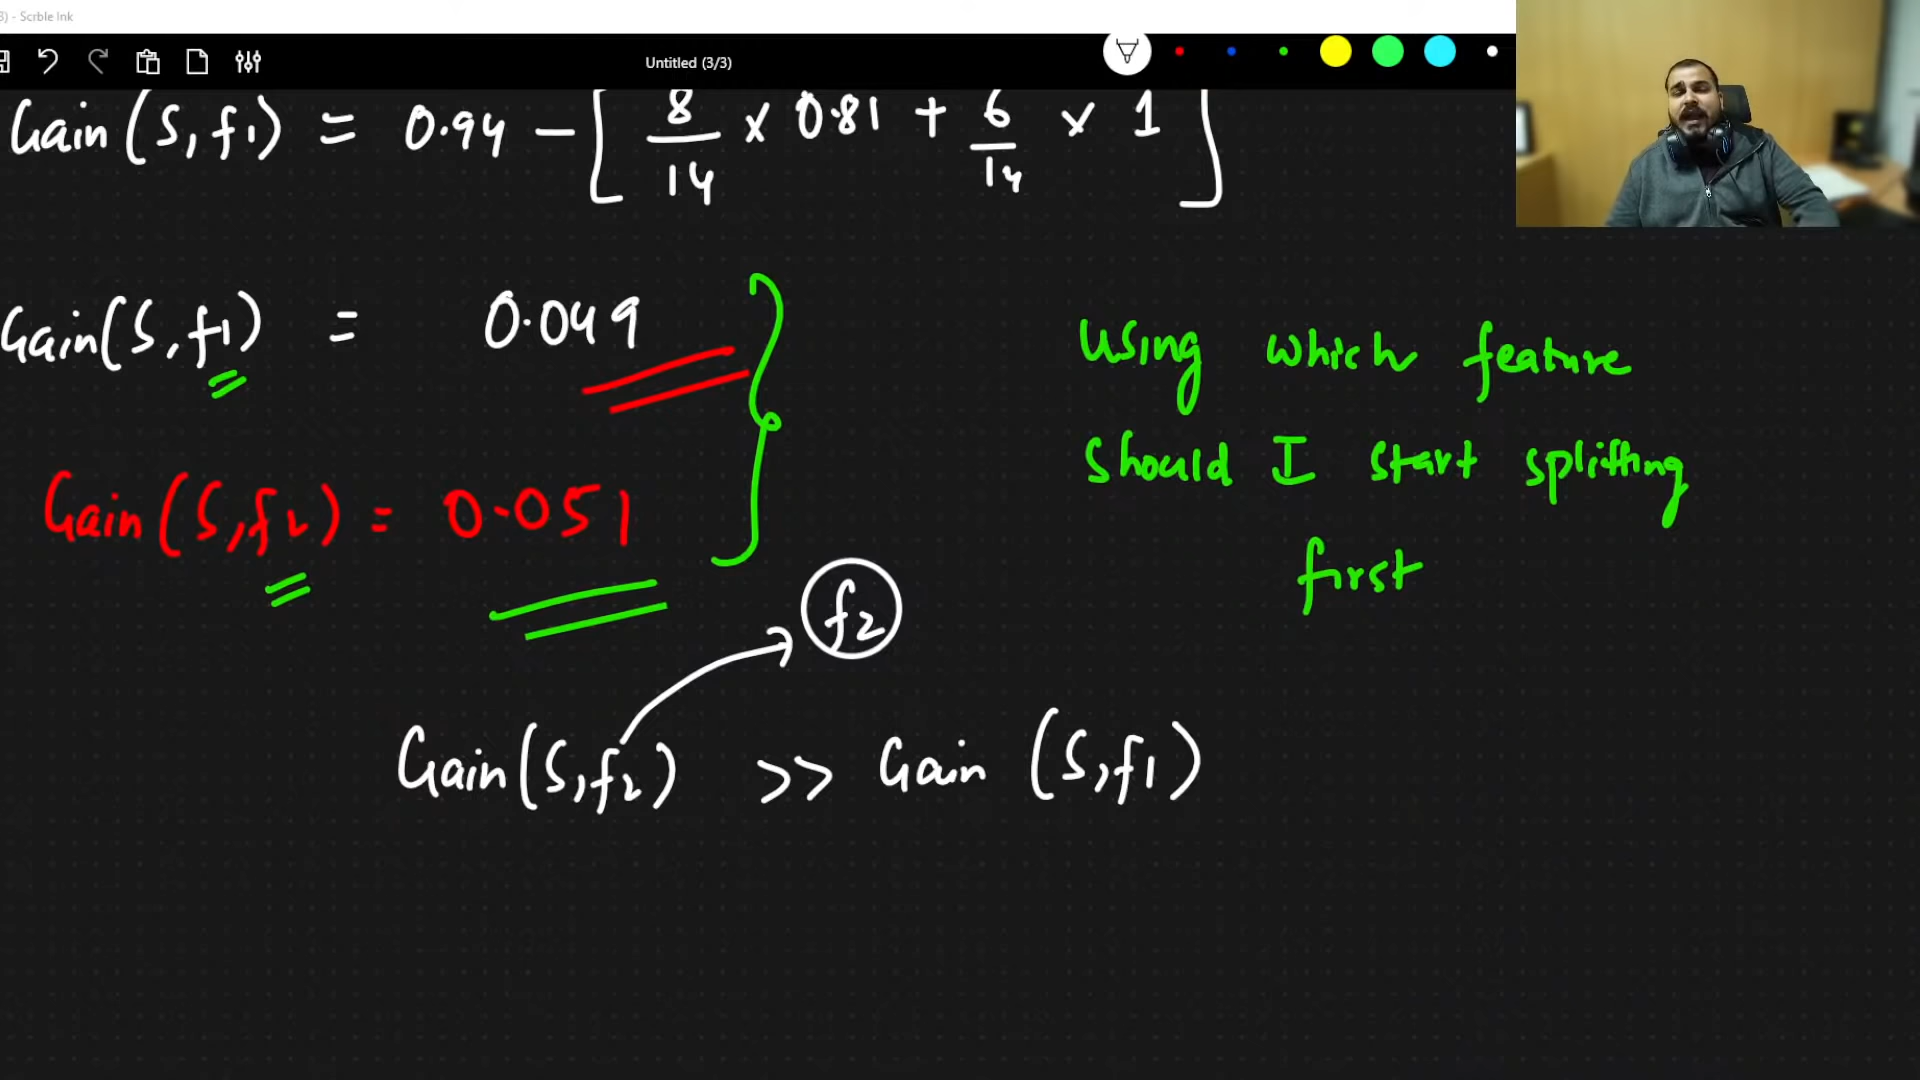 3) - Scrble Ink
Untitled (3/3)
Gain (S, f1) = 0.94 - [ 8/14 x 0.81 + 6/14 x 1 ]
Gain (S, f1) = 0.049
Using which feature
Should I start splitting
first
Gain (S, f2) = 0.051
f2
Gain (S, f2) >> Gain (S, f1)